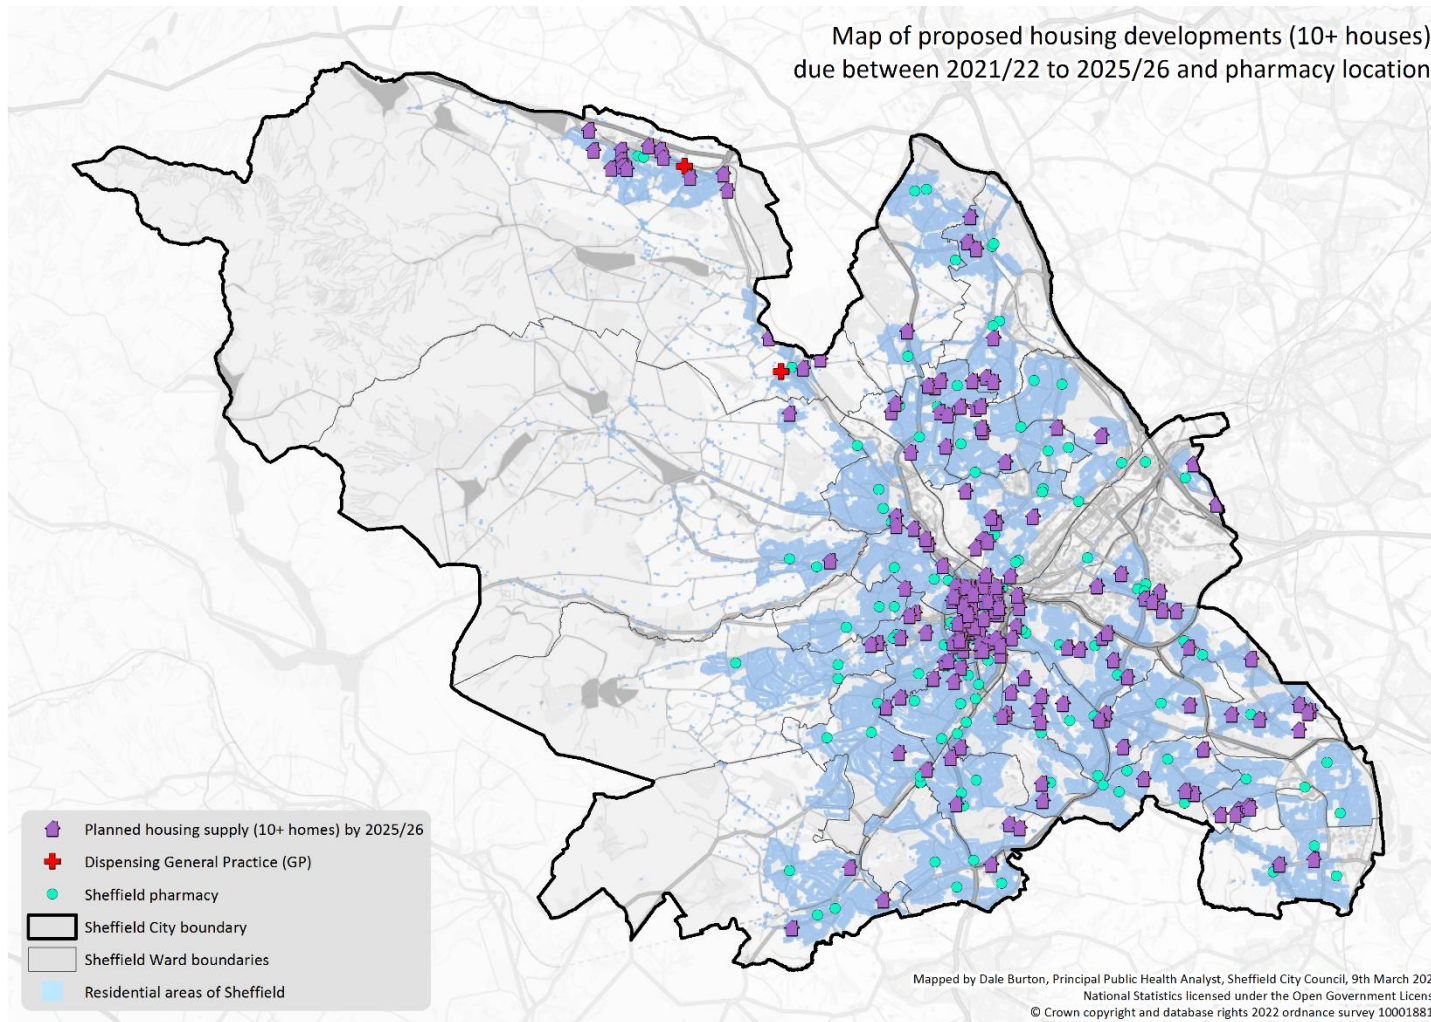 Map of proposed housing developments (10+ houses)
due between 2021/22 to 2025/26 and pharmacy location
Planned housing supply (10+ homes) by 2025/26
Dispensing General Practice (GP)
Sheffield pharmacy
Sheffield City boundary
Sheffield Ward boundaries
Residential areas of Sheffield
Mapped by Dale Burton, Principal Public Health Analyst, Sheffield City Council, 9th March 202
National Statistics licensed under the Open Government Licens
© Crown copyright and database rights 2022 ordnance survey 10001881